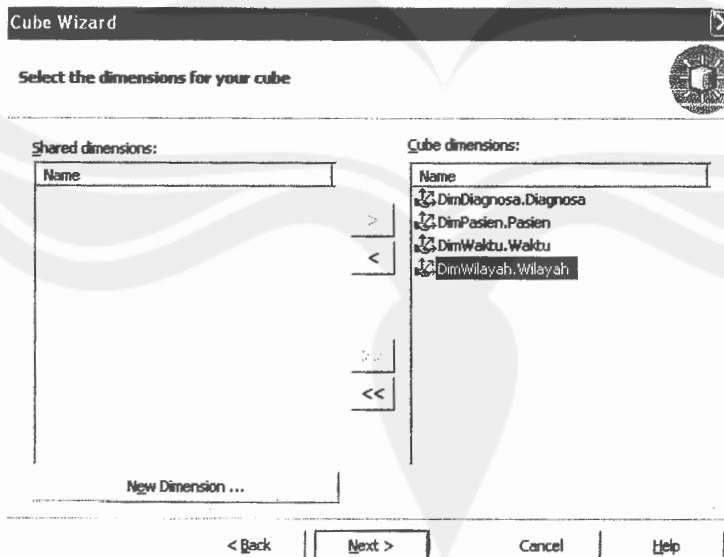 Cube Wizard
Select the dimensions for your cube
Shared dimensions:
Name
>
<
>>
<<
New Dimension ...
Cube dimensions:
Name
DimDiagnosa.Diagnosa
DimPasien.Pasien
DimWaktu.Waktu
DimWilayah.Wilayah
< Back
Next >
Cancel
Help